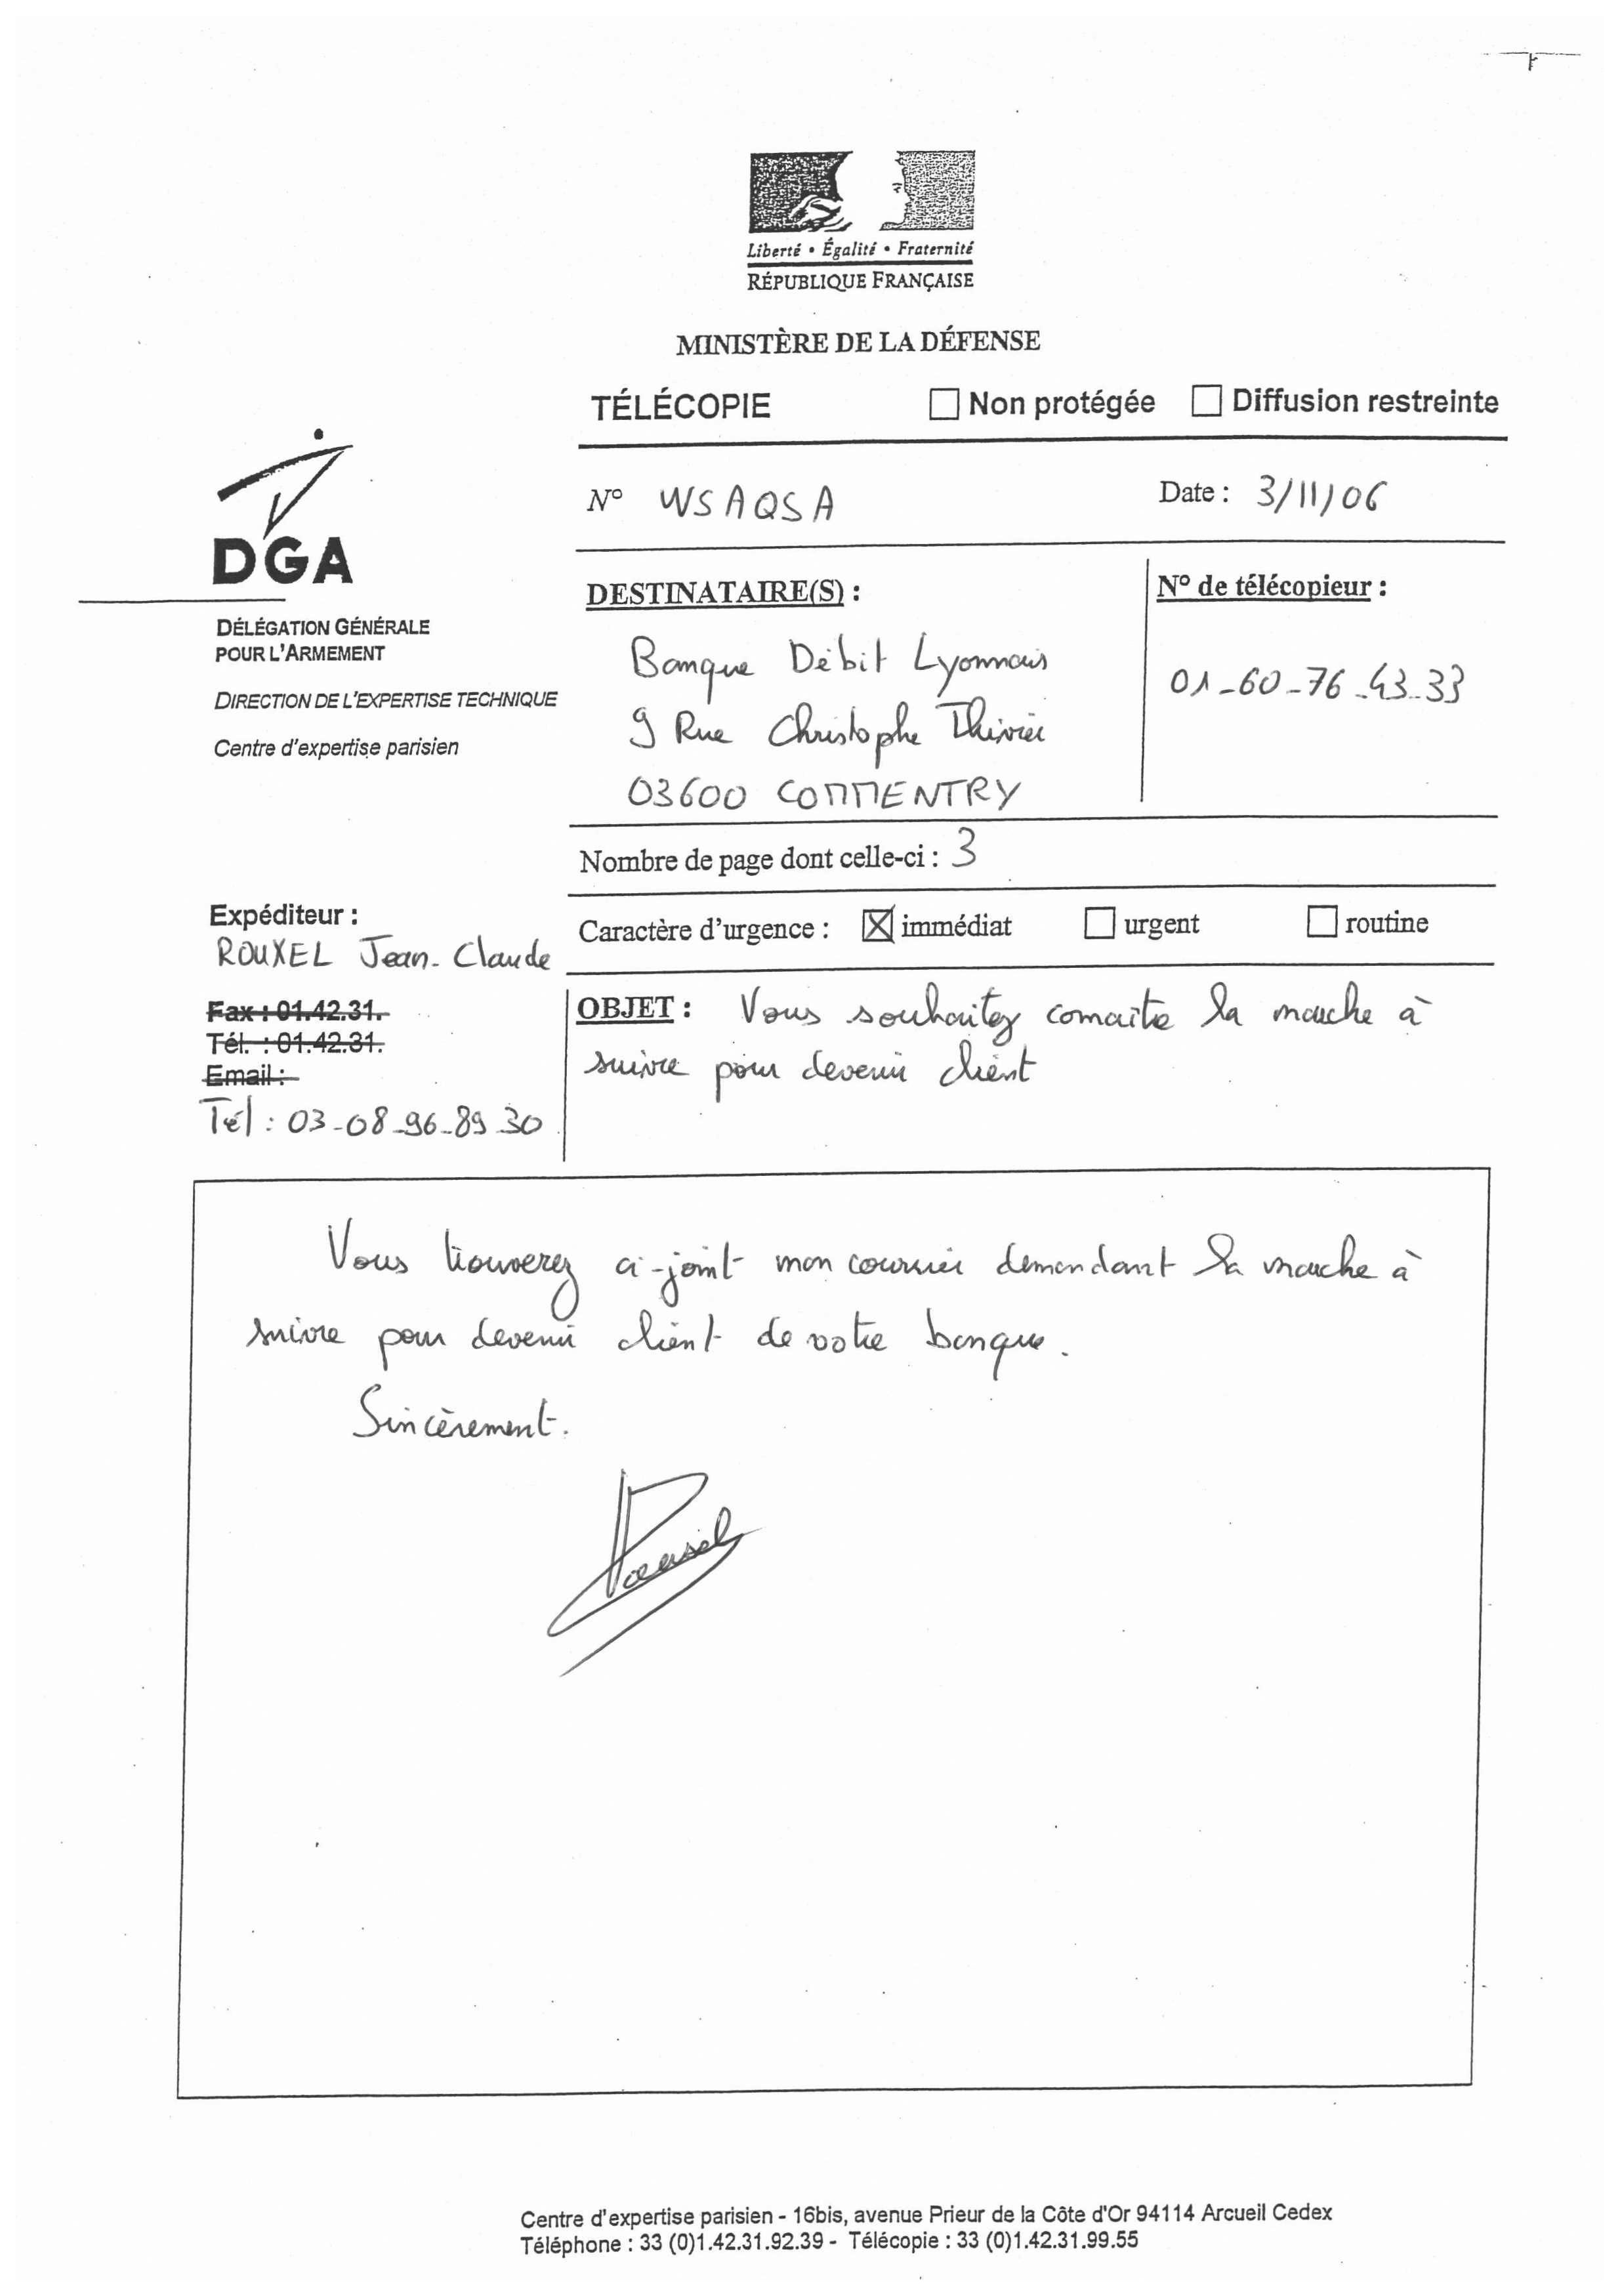 Liberté • Égalité • Fraternité
RÉPUBLIQUE FRANÇAISE
MINISTÈRE DE LA DÉFENSE
TÉLÉCOPIE Non protégée Diffusion restreinte
N° WSAQSA Date : 3/11/06
DGA
DÉLÉGATION GÉNÉRALE
POUR L'ARMEMENT
DIRECTION DE L'EXPERTISE TECHNIQUE
Centre d'expertise parisien
DESTINATAIRE(S) :
Banque Débit Lyonnais
9 Rue Christophe Thivrier
03600 COMMENTRY
N° de télécopieur :
01-60-76-43-33
Nombre de page dont celle-ci : 3
Caractère d'urgence : immédiat urgent routine
Expéditeur :
ROUXEL Jean-Claude
Fax : 01.42.31.
Tél. : 01.42.31.
Email :
Tél : 03-08-96-89-30
OBJET : Vous souhaitez connaitre la marche à
suivre pour devenir client
Vous trouverez ci-joint mon courrier demandant la marche à
suivre pour devenir client de votre banque.
Sincèrement.
Rouxel
Centre d'expertise parisien - 16bis, avenue Prieur de la Côte d'Or 94114 Arcueil Cedex
Téléphone : 33 (0)1.42.31.92.39 - Télécopie : 33 (0)1.42.31.99.55